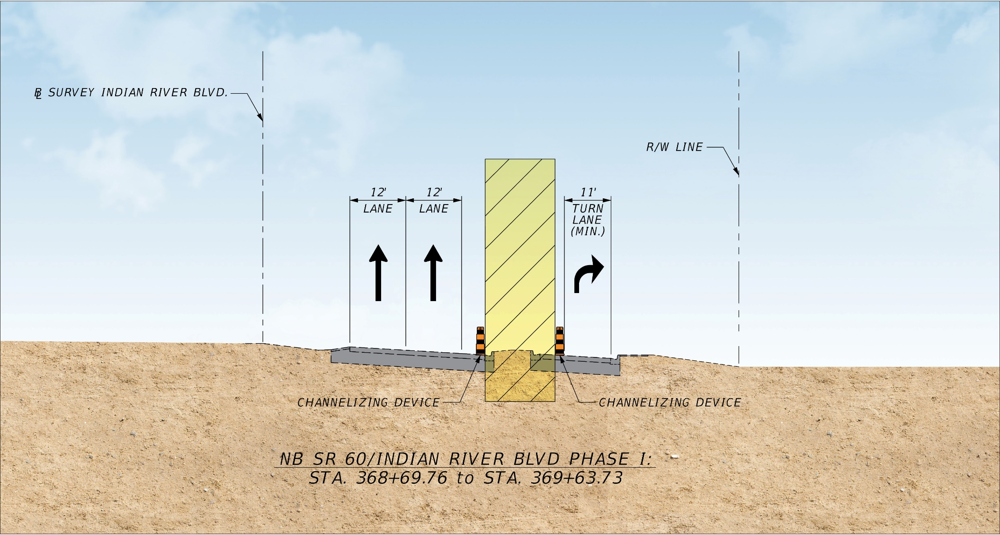 ℄ SURVEY INDIAN RIVER BLVD.
R/W LINE
12'
LANE
12'
LANE
11'
TURN
LANE
(MIN.)
CHANNELIZING DEVICE
CHANNELIZING DEVICE
NB SR 60/INDIAN RIVER BLVD PHASE I:
STA. 368+69.76 to STA. 369+63.73